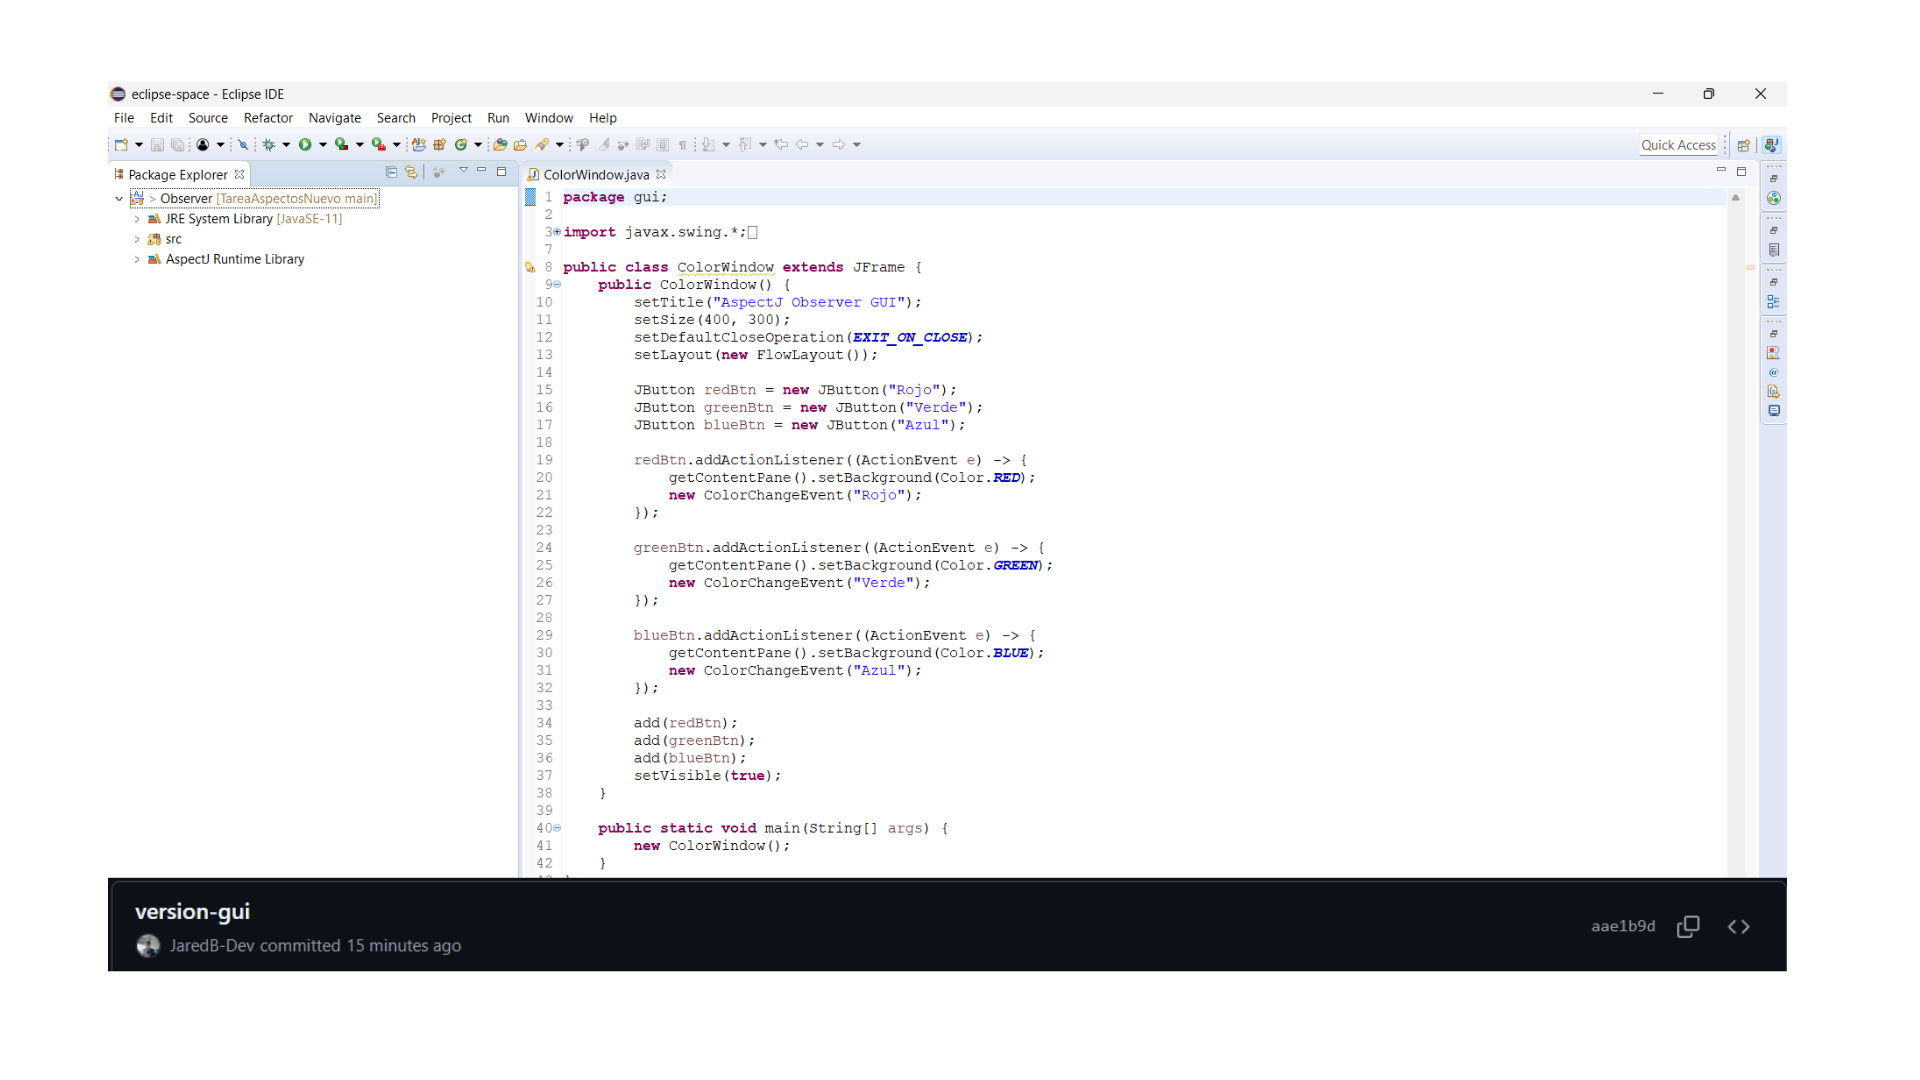 eclipse-space - Eclipse IDE
File Edit Source Refactor Navigate Search Project Run Window Help
Quick Access
Package Explorer
> Observer [TareaAspectosNuevo main]
JRE System Library [JavaSE-11]
src
AspectJ Runtime Library
ColorWindow.java
1 package gui;
2
3 import javax.swing.*;
7
8 public class ColorWindow extends JFrame {
9 public ColorWindow() {
10 setTitle("AspectJ Observer GUI");
11 setSize(400, 300);
12 setDefaultCloseOperation(EXIT_ON_CLOSE);
13 setLayout(new FlowLayout());
14
15 JButton redBtn = new JButton("Rojo");
16 JButton greenBtn = new JButton("Verde");
17 JButton blueBtn = new JButton("Azul");
18
19 redBtn.addActionListener((ActionEvent e) -> {
20 getContentPane().setBackground(Color.RED);
21 new ColorChangeEvent("Rojo");
22 });
23
24 greenBtn.addActionListener((ActionEvent e) -> {
25 getContentPane().setBackground(Color.GREEN);
26 new ColorChangeEvent("Verde");
27 });
28
29 blueBtn.addActionListener((ActionEvent e) -> {
30 getContentPane().setBackground(Color.BLUE);
31 new ColorChangeEvent("Azul");
32 });
33
34 add(redBtn);
35 add(greenBtn);
36 add(blueBtn);
37 setVisible(true);
38 }
39
40 public static void main(String[] args) {
41 new ColorWindow();
42 }
version-gui
JaredB-Dev committed 15 minutes ago
aae1b9d